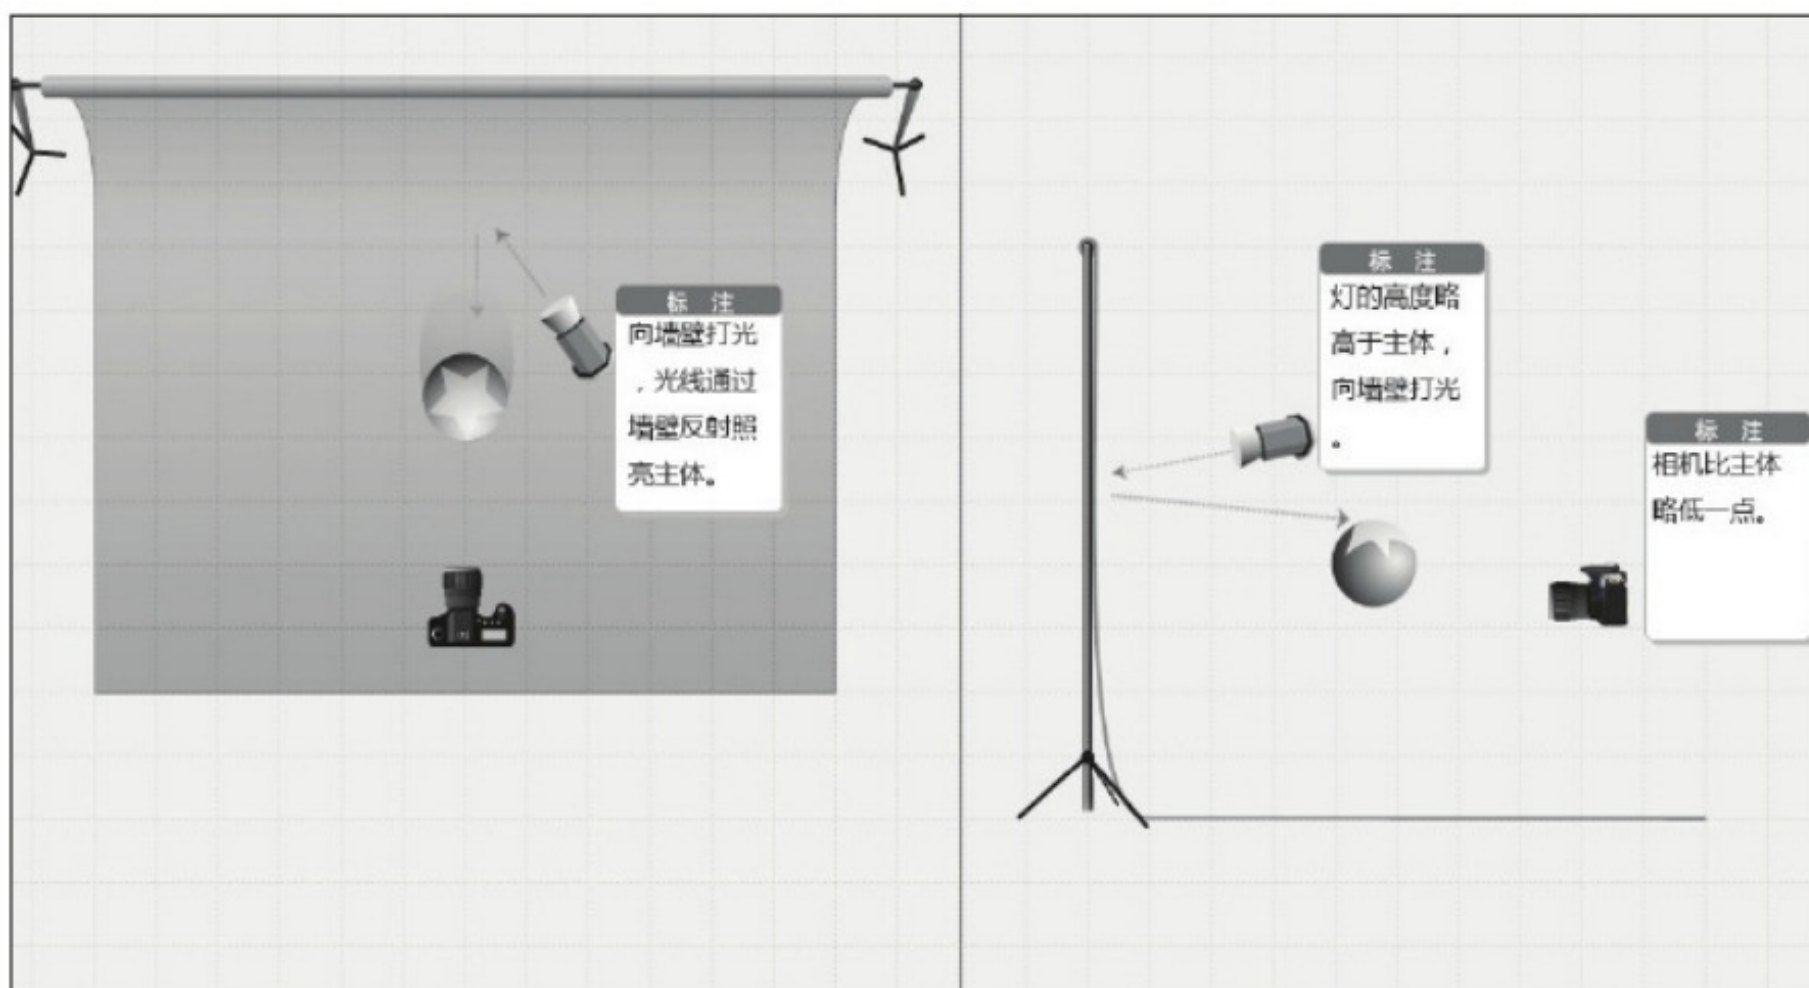 标 注
向墙壁打光
，光线通过
墙壁反射照
亮主体。
标 注
灯的高度略
高于主体，
向墙壁打光
。
标 注
相机比主体
略低一点。